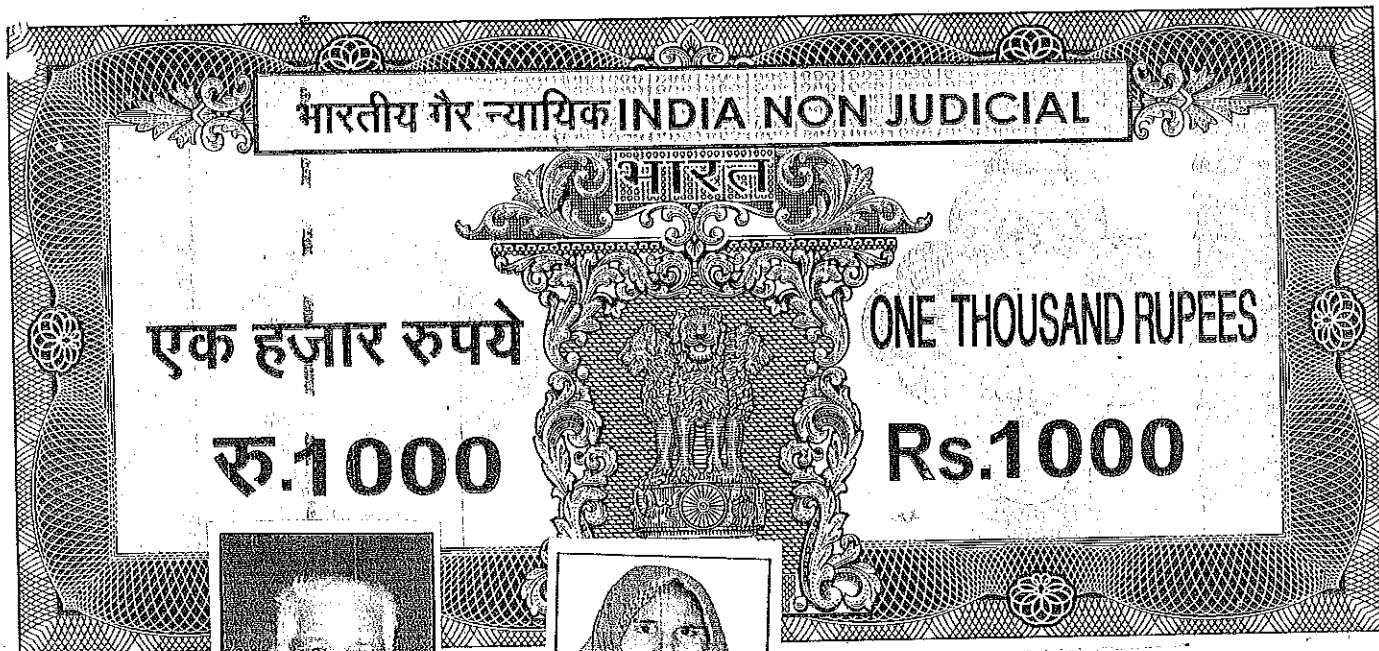 भारतीय गैर न्यायिक INDIA NON JUDICIAL
भारत
एक हजार रुपये
ONE THOUSAND RUPEES
रु.1000
Rs.1000